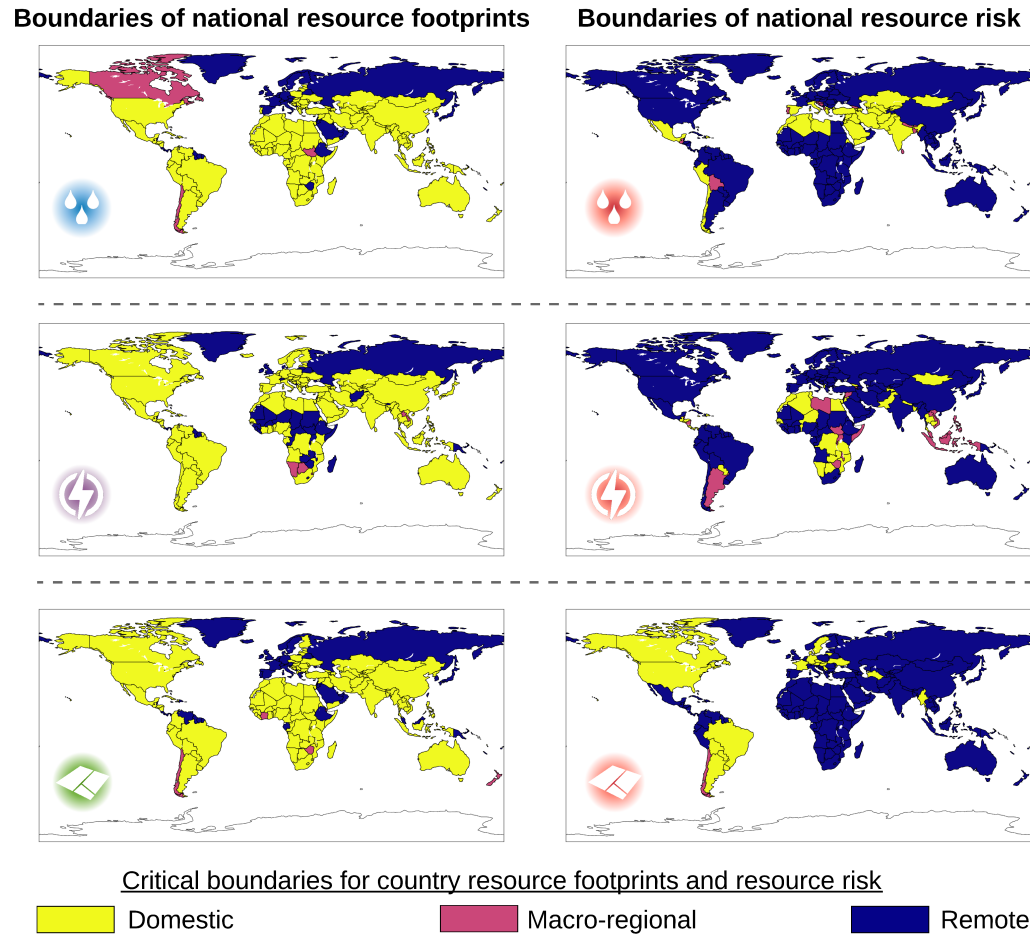 Boundaries of national resource footprints
Boundaries of national resource risk
Critical boundaries for country resource footprints and resource risk
Domestic
Macro-regional
Remote